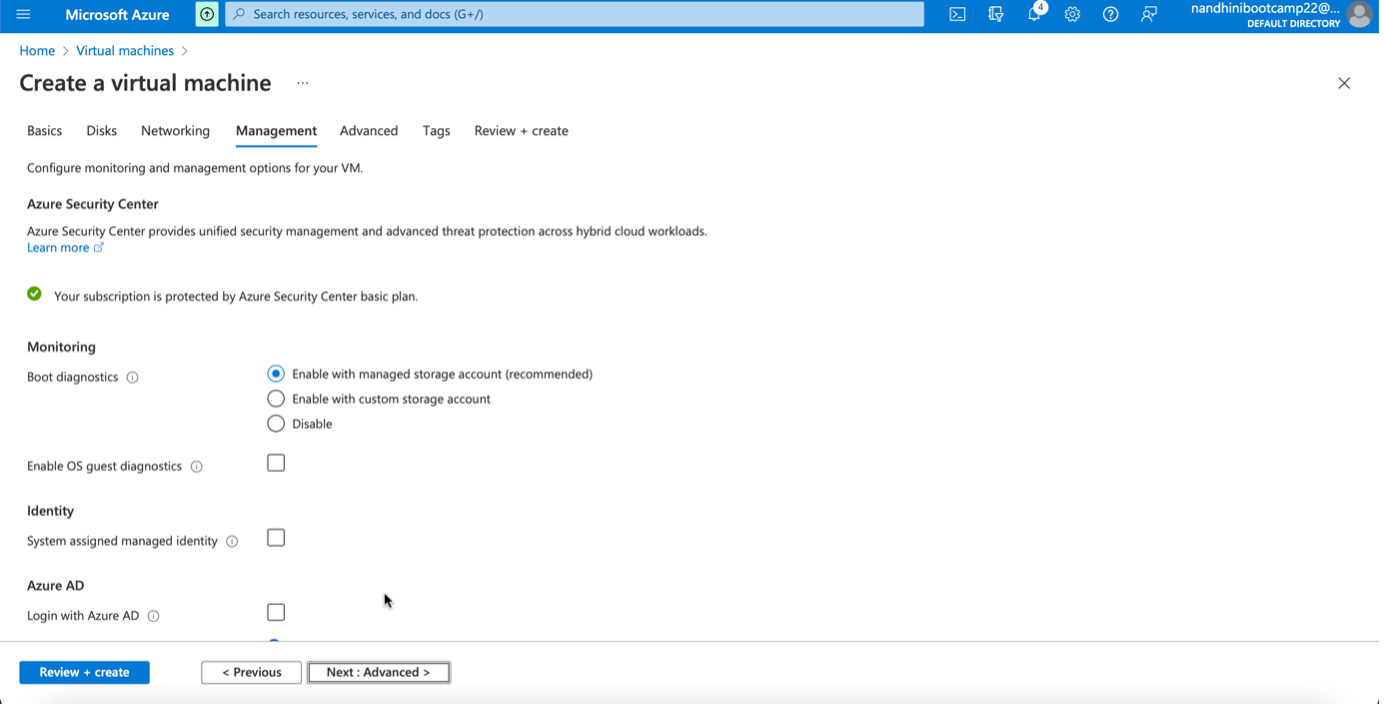 Microsoft Azure
Search resources, services, and docs (G+/)
4
nandhinibootcamp22@...
DEFAULT DIRECTORY
Home > Virtual machines >
Create a virtual machine ...
Basics Disks Networking Management Advanced Tags Review + create
Configure monitoring and management options for your VM.
Azure Security Center
Azure Security Center provides unified security management and advanced threat protection across hybrid cloud workloads.
Learn more
Your subscription is protected by Azure Security Center basic plan.
Monitoring
Boot diagnostics
Enable with managed storage account (recommended)
Enable with custom storage account
Disable
Enable OS guest diagnostics
Identity
System assigned managed identity
Azure AD
Login with Azure AD
Review + create < Previous Next : Advanced >